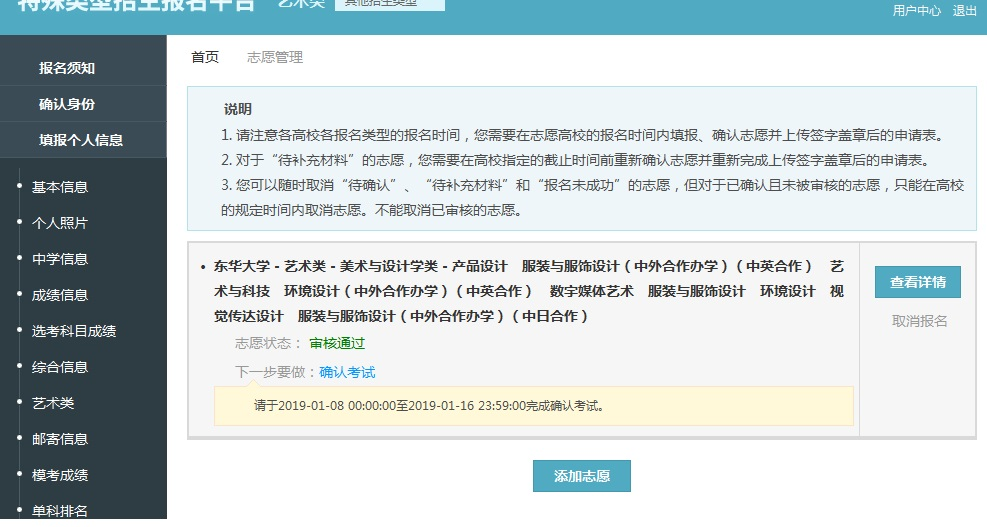 特殊类型招生报名平台 艺术类 其他招生类型
用户中心 退出
报名须知
确认身份
填报个人信息
基本信息
个人照片
中学信息
成绩信息
选考科目成绩
综合信息
艺术类
邮寄信息
模考成绩
单科排名
首页 志愿管理
说明
1. 请注意各高校各报名类型的报名时间，您需要在志愿高校的报名时间内填报、确认志愿并上传签字盖章后的申请表。
2. 对于“待补充材料”的志愿，您需要在高校指定的截止时间前重新确认志愿并重新完成上传签字盖章后的申请表。
3. 您可以随时取消“待确认”、“待补充材料”和“报名未成功”的志愿，但对于已确认且未被审核的志愿，只能在高校
的规定时间内取消志愿。不能取消已审核的志愿。
东华大学 - 艺术类 - 美术与设计学类 - 产品设计 服装与服饰设计（中外合作办学）（中英合作） 艺
术与科技 环境设计（中外合作办学）（中英合作） 数字媒体艺术 服装与服饰设计 环境设计 视
觉传达设计 服装与服饰设计（中外合作办学）（中日合作）
志愿状态： 审核通过
下一步要做：确认考试
请于2019-01-08 00:00:00至2019-01-16 23:59:00完成确认考试。
查看详情
取消报名
添加志愿